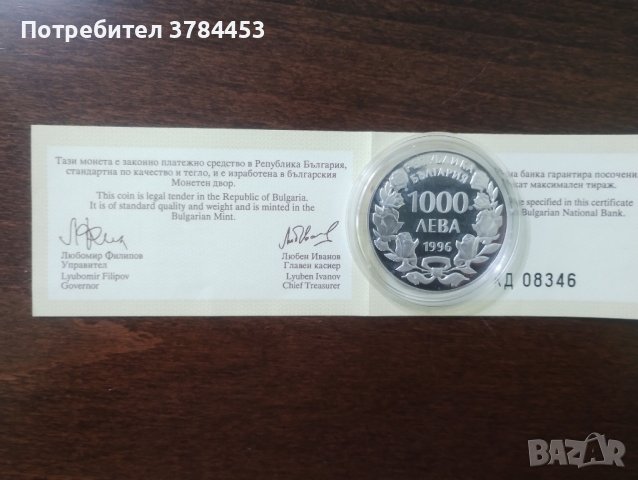 Потребител 3784453
Тази монета е законно платежно средство в Република България,
стандартна по качество и тегло, и е изработена в българския
Монетен двор.
This coin is legal tender in the Republic of Bulgaria.
It is of standard quality and weight and is minted in the
Bulgarian Mint.
Любомир Филипов
Управител
Lyubomir Filipov
Governor
Любен Иванов
Главен касиер
Lyuben Ivanov
Chief Treasurer
РЕПУБЛИКА
БЪЛГАРИЯ
1000
ЛЕВА
1996
банка гарантира посочени
максимален тираж.
specified in this certificate
Bulgarian National Bank.
08346
BAZAR